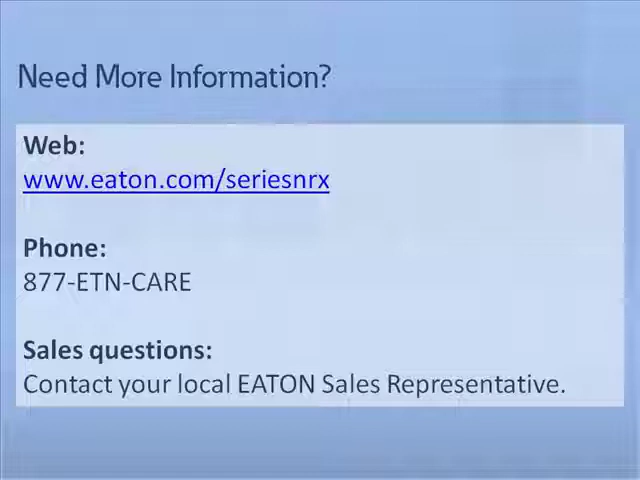 Need More Information?
Web:
www.eaton.com/seriesnrx
Phone:
877-ETN-CARE
Sales questions:
Contact your local EATON Sales Representative.